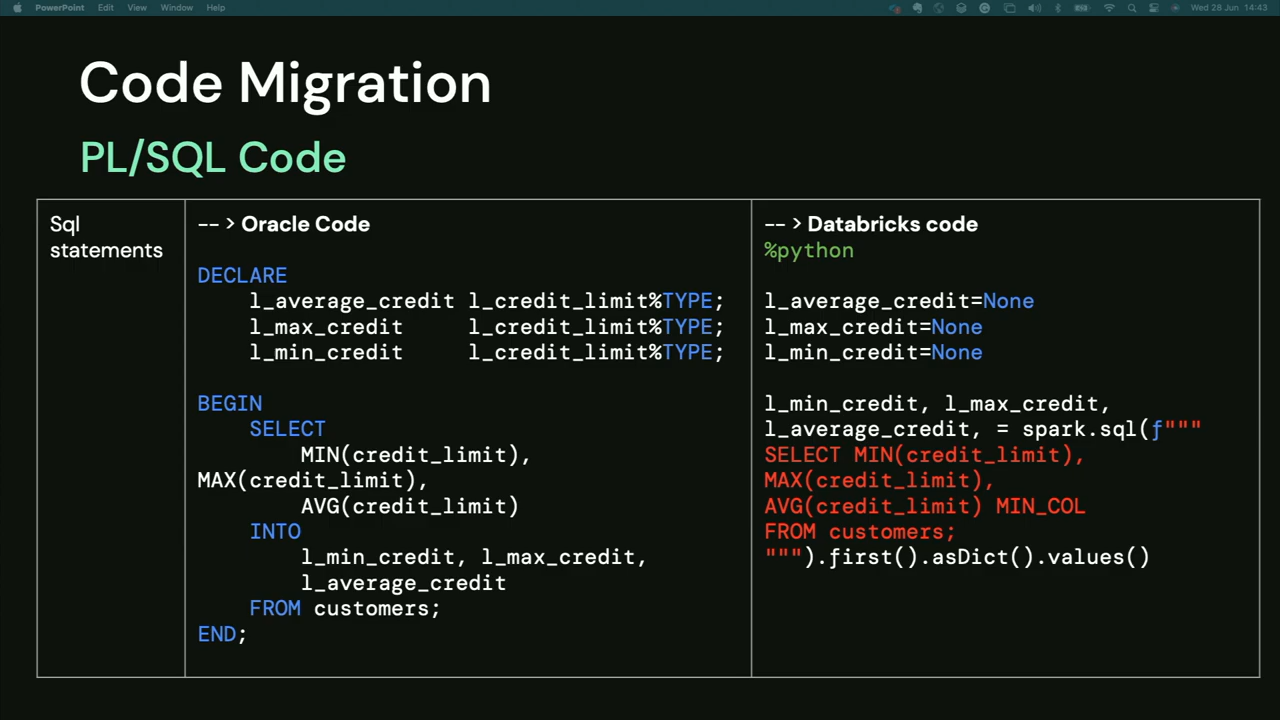 PowerPoint Edit View Window Help Wed 28 Jun 14:43
Code Migration
PL/SQL Code
Sql
statements
-- > Oracle Code
DECLARE
l_average_credit l_credit_limit%TYPE;
l_max_credit l_credit_limit%TYPE;
l_min_credit l_credit_limit%TYPE;
BEGIN
SELECT
MIN(credit_limit),
MAX(credit_limit),
AVG(credit_limit)
INTO
l_min_credit, l_max_credit,
l_average_credit
FROM customers;
END;
-- > Databricks code
%python
l_average_credit=None
l_max_credit=None
l_min_credit=None
l_min_credit, l_max_credit,
l_average_credit, = spark.sql(f"""
SELECT MIN(credit_limit),
MAX(credit_limit),
AVG(credit_limit) MIN_COL
FROM customers;
""").first().asDict().values()